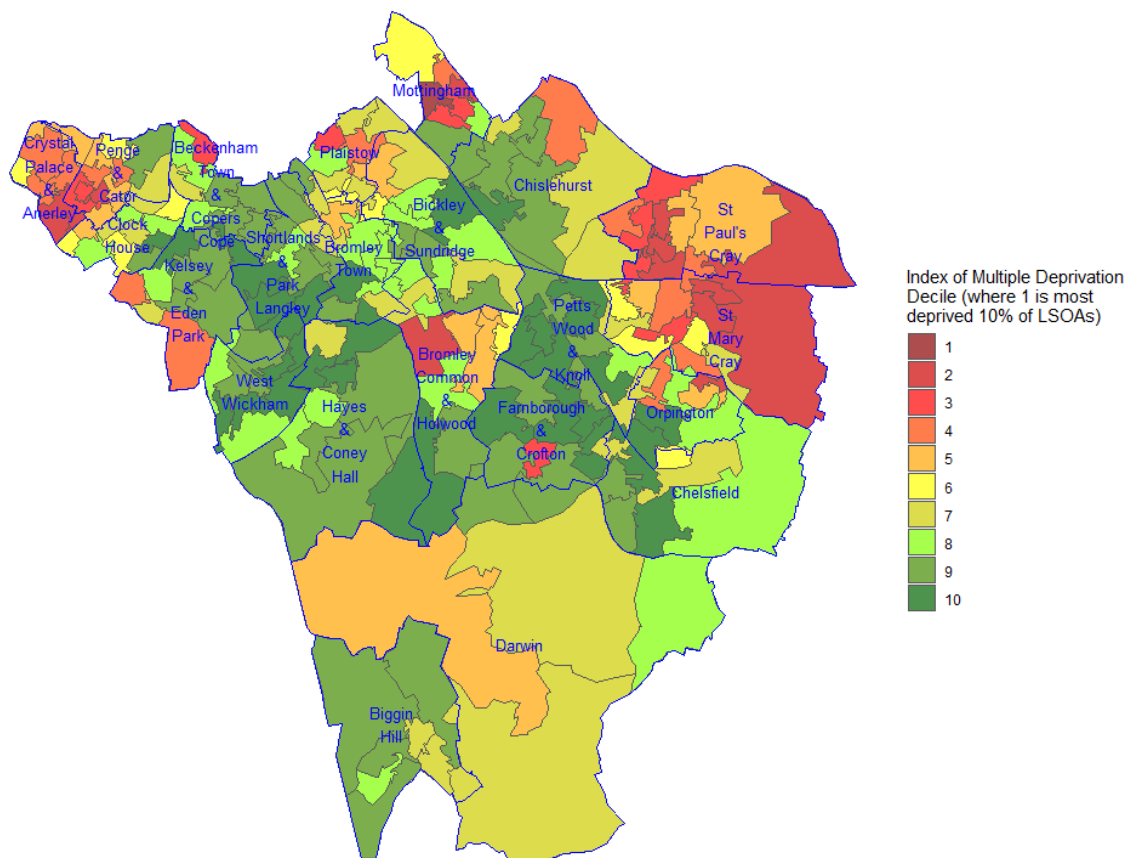 Mottingham
Crystal
Palace
&
Anerley
Penge
&
Cator
Beckenham
Town
&
Copers
Cope
Plaistow
Chislehurst
Clock
House
Kelsey
&
Eden
Park
Shortlands
&
Park
Langley
Bromley
Town
Bickley
&
Sundridge
St
Paul's
Cray
St
Mary
Cray
Petts
Wood
&
Knoll
Bromley
Common
&
Holwood
West
Wickham
Hayes
&
Coney
Hall
Farnborough
&
Crofton
Orpington
Chelsfield
Darwin
Biggin
Hill
Index of Multiple Deprivation
Decile (where 1 is most
deprived 10% of LSOAs)
1
2
3
4
5
6
7
8
9
10